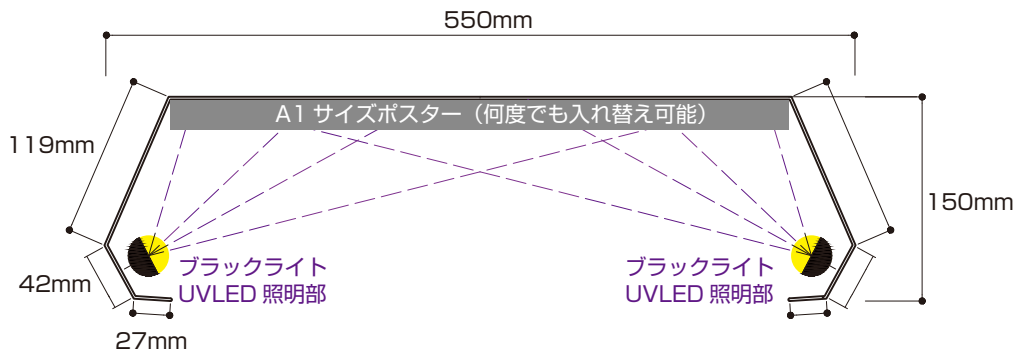 550mm
A1 サイズポスター（何度でも入れ替え可能）
119mm
150mm
ブラックライト
UVLED 照明部
ブラックライト
UVLED 照明部
42mm
27mm